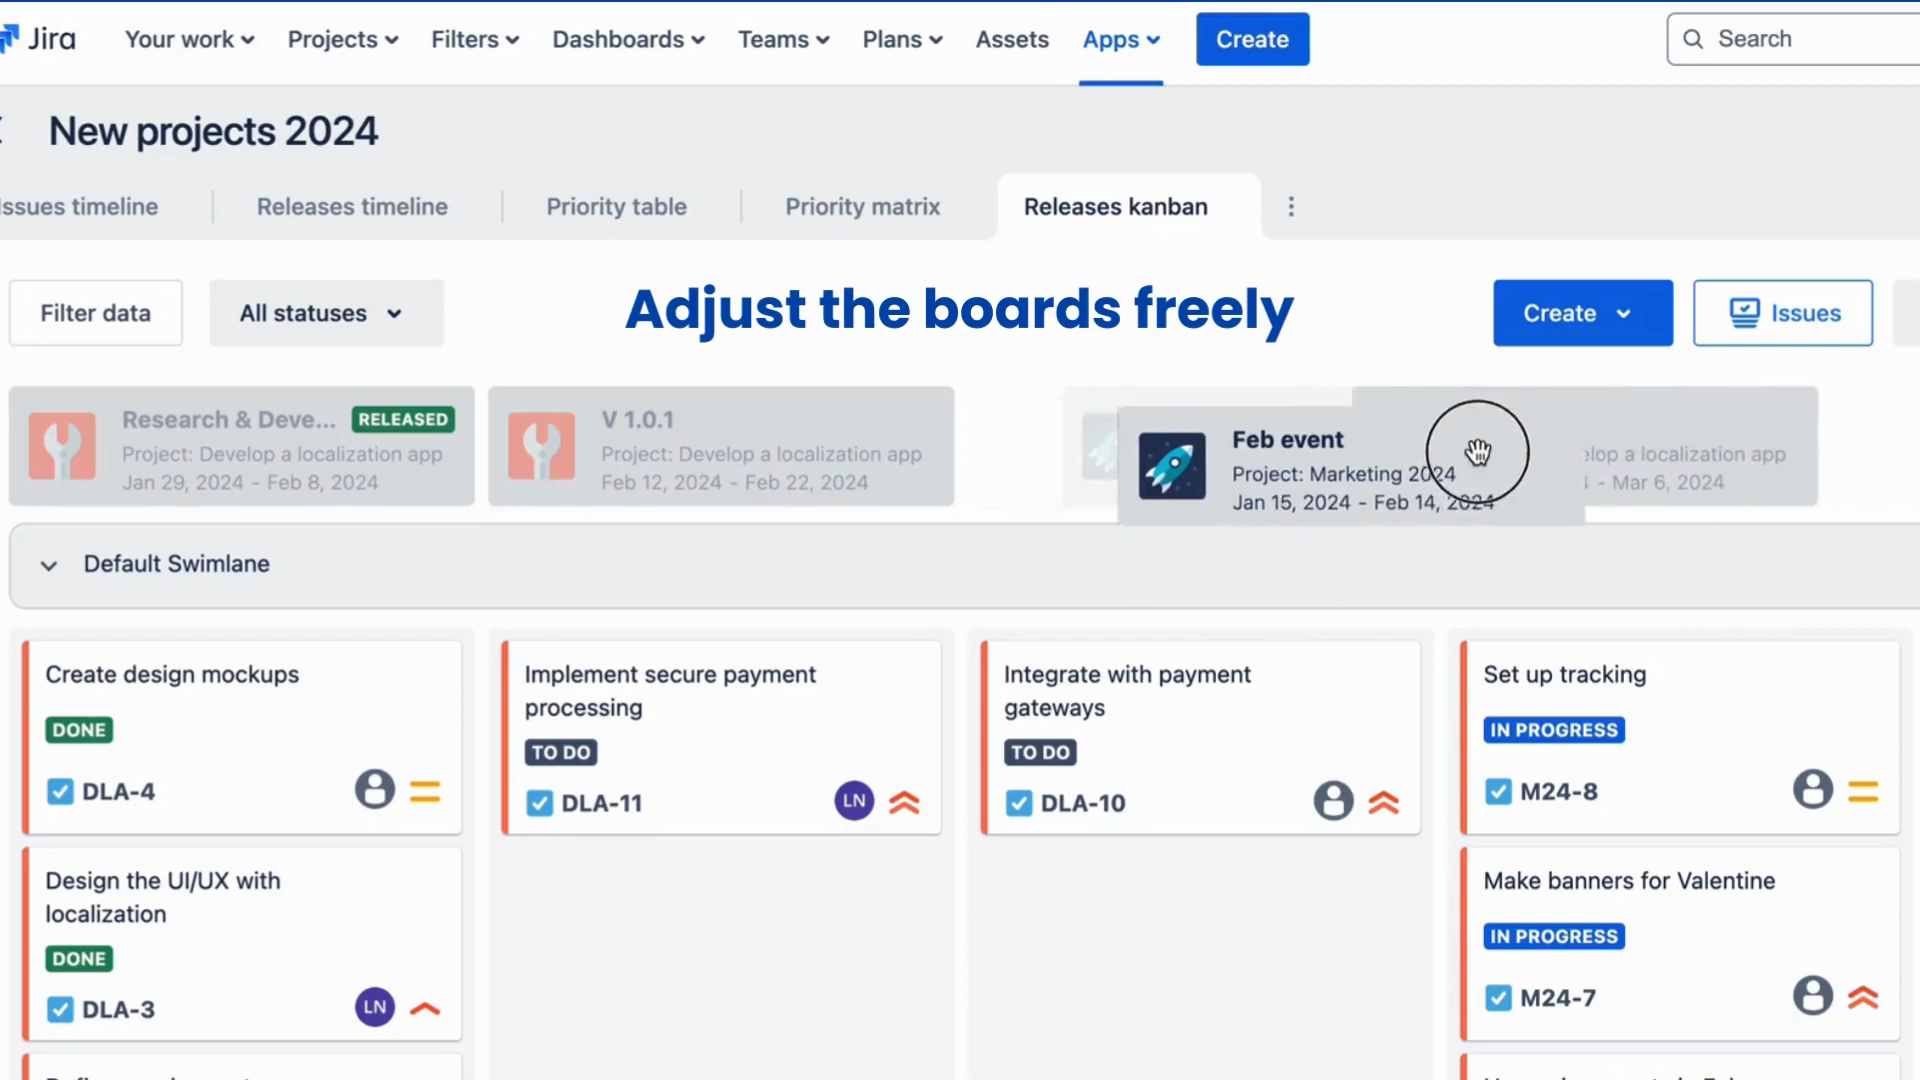 Jira
Your work
Projects
Filters
Dashboards
Teams
Plans
Assets
Apps
Create
Search
New projects 2024
ssues timeline
Releases timeline
Priority table
Priority matrix
Releases kanban
Filter data
All statuses
Adjust the boards freely
Create
Issues
Research & Deve... RELEASED
Project: Develop a localization app
Jan 29, 2024 - Feb 8, 2024
V 1.0.1
Project: Develop a localization app
Feb 12, 2024 - Feb 22, 2024
Feb event
Project: Marketing 2024
Jan 15, 2024 - Feb 14, 2024
elop a localization app
- Mar 6, 2024
Default Swimlane
Create design mockups
DONE
DLA-4
Implement secure payment
processing
TO DO
DLA-11
LN
Integrate with payment
gateways
TO DO
DLA-10
Set up tracking
IN PROGRESS
M24-8
Design the UI/UX with
localization
DONE
DLA-3
LN
Make banners for Valentine
IN PROGRESS
M24-7